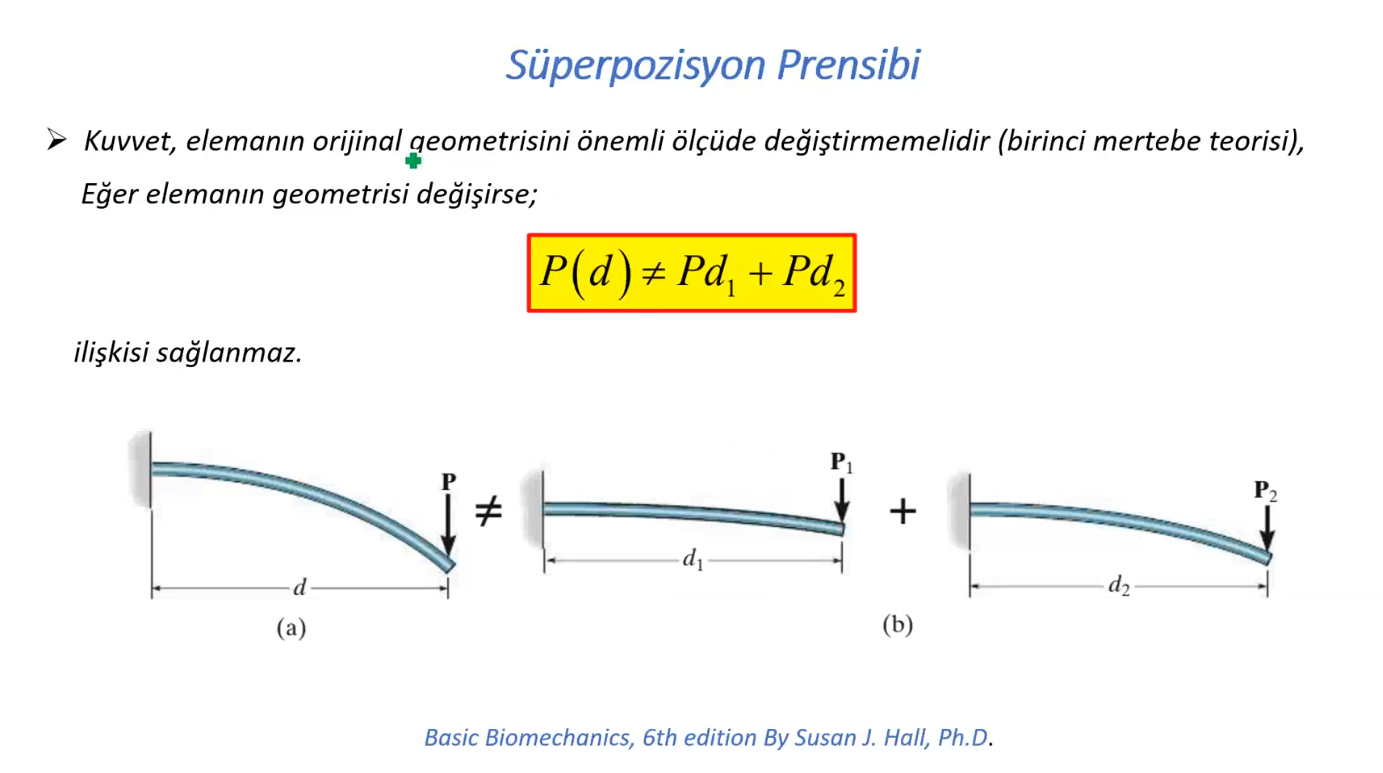 Süperpozisyon Prensibi
➢ Kuvvet, elemanın orijinal geometrisini önemli ölçüde değiştirmemelidir (birinci mertebe teorisi),
Eğer elemanın geometrisi değişirse;
P(d) ≠ Pd₁ + Pd₂
ilişkisi sağlanmaz.
P ≠ P₁ + P₂
d d₁ d₂
(a) (b)
Basic Biomechanics, 6th edition By Susan J. Hall, Ph.D.